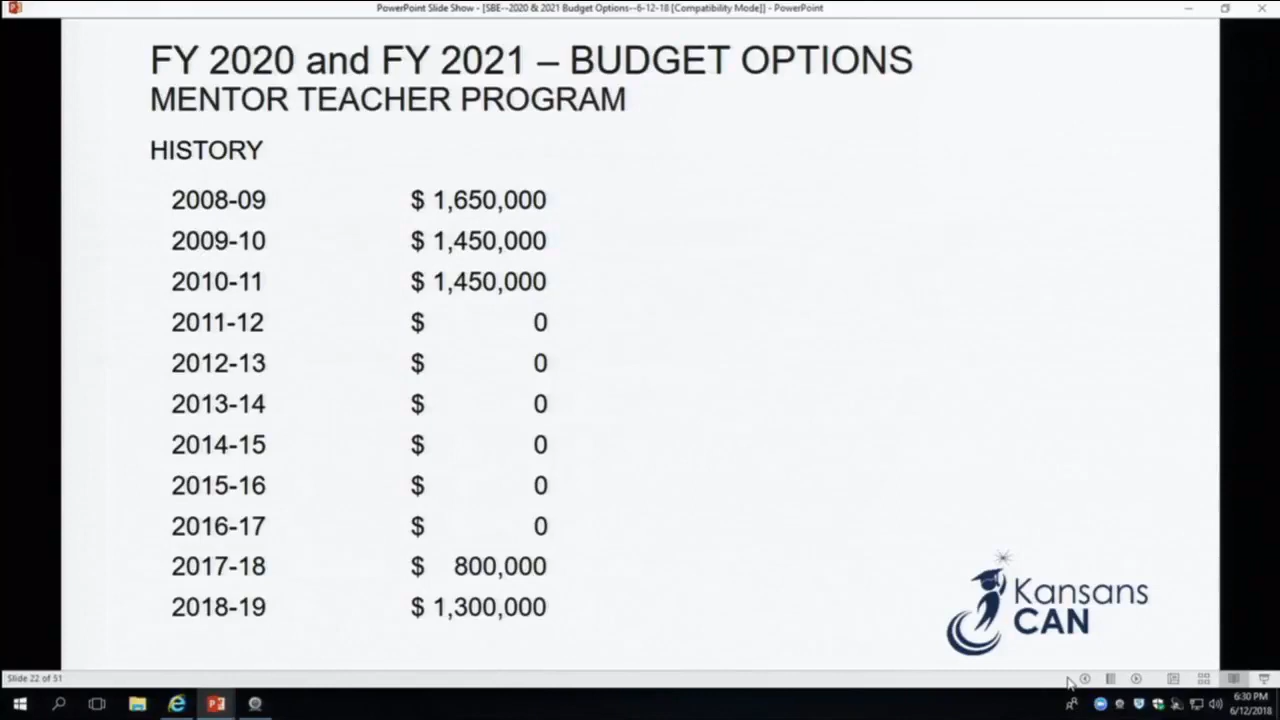 PowerPoint Slide Show - [SBE--2020 & 2021 Budget Options--6-12-18 [Compatibility Mode]] - PowerPoint
FY 2020 and FY 2021 – BUDGET OPTIONS
MENTOR TEACHER PROGRAM
HISTORY
2008-09 $ 1,650,000
2009-10 $ 1,450,000
2010-11 $ 1,450,000
2011-12 $ 0
2012-13 $ 0
2013-14 $ 0
2014-15 $ 0
2015-16 $ 0
2016-17 $ 0
2017-18 $ 800,000
2018-19 $ 1,300,000
Kansans
CAN
Slide 22 of 51
6:30 PM
6/12/2018